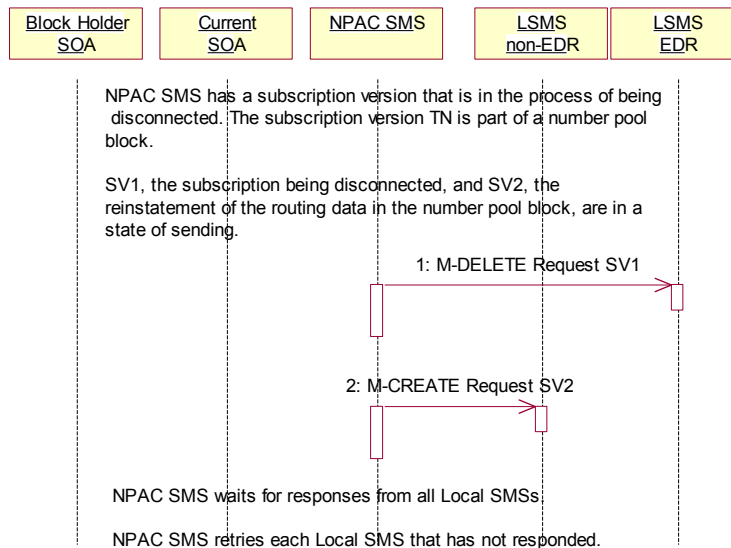 Block Holder
SOA
Current
SOA
NPAC SMS
LSMS
non-EDR
LSMS
EDR
NPAC SMS has a subscription version that is in the process of being
disconnected. The subscription version TN is part of a number pool
block.
SV1, the subscription being disconnected, and SV2, the
reinstatement of the routing data in the number pool block, are in a
state of sending.
1: M-DELETE Request SV1
2: M-CREATE Request SV2
NPAC SMS waits for responses from all Local SMSs.
NPAC SMS retries each Local SMS that has not responded.